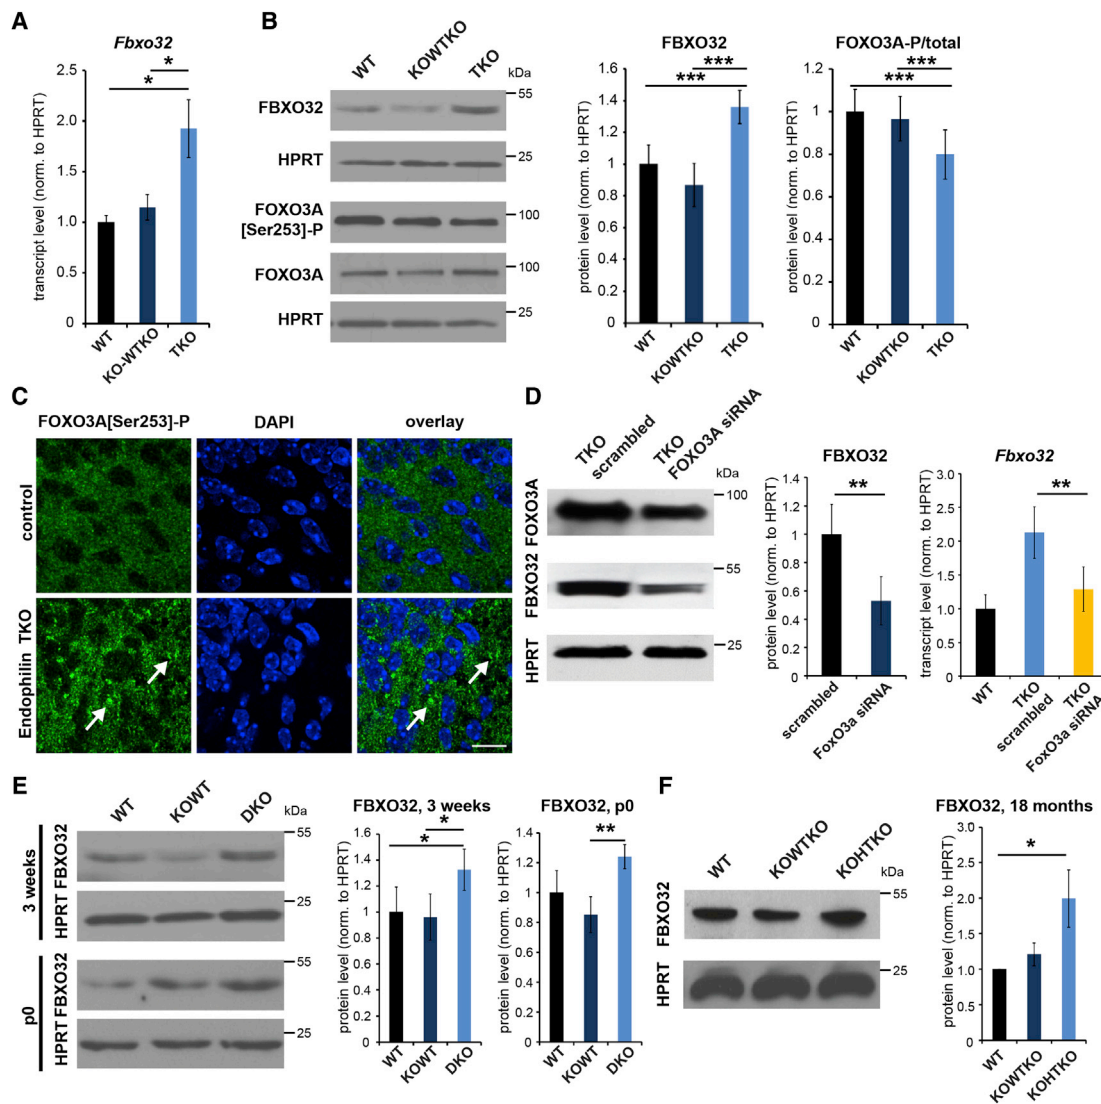 A
Fbxo32
transcript level (norm. to HPRT)
2.5
2.0
1.5
1.0
0.5
0
*
*
WT
KO-WTKO
TKO
B
WT
KOWTKO
TKO
kDa
FBXO32
55
HPRT
25
FOXO3A
[Ser253]-P
100
FOXO3A
100
HPRT
25
FBXO32
protein level (norm. to HPRT)
1.6
1.4
1.2
1
0.8
0.6
0.4
0.2
0
***
***
WT
KOWTKO
TKO
FOXO3A-P/total
protein level (norm. to HPRT)
1.2
1
0.8
0.6
0.4
0.2
0
***
***
WT
KOWTKO
TKO
C
FOXO3A[Ser253]-P
DAPI
overlay
control
Endophilin TKO
D
TKO
scrambled
TKO
FOXO3A siRNA
kDa
FOXO3A
100
FBXO32
55
HPRT
25
FBXO32
protein level (norm. to HPRT)
1.4
1.2
1
0.8
0.6
0.4
0.2
0
**
scrambled
FoxO3a siRNA
Fbxo32
transcript level (norm. to HPRT)
3.0
2.5
2.0
1.5
1.0
0.5
0
**
WT
TKO
scrambled
TKO
FoxO3a siRNA
E
WT
KOWT
DKO
kDa
3 weeks
FBXO32
55
HPRT
25
p0
FBXO32
55
HPRT
25
FBXO32, 3 weeks
protein level (norm. to HPRT)
1.6
1.4
1.2
1
0.8
0.6
0.4
0.2
0
*
*
WT
KOWT
DKO
FBXO32, p0
1.4
1.2
1
0.8
0.6
0.4
0.2
0
**
WT
KOWT
DKO
F
WT
KOWTKO
KOHTKO
kDa
FBXO32
55
HPRT
25
FBXO32, 18 months
protein level (norm. to HPRT)
3.0
2.5
2.0
1.5
1.0
0.5
0
*
WT
KOWTKO
KOHTKO